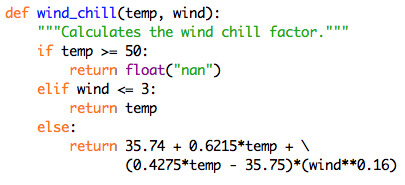 def wind_chill(temp, wind):
    """Calculates the wind chill factor."""
    if temp >= 50:
        return float("nan")
    elif wind <= 3:
        return temp
    else:
        return 35.74 + 0.6215*temp + \
               (0.4275*temp - 35.75)*(wind**0.16)